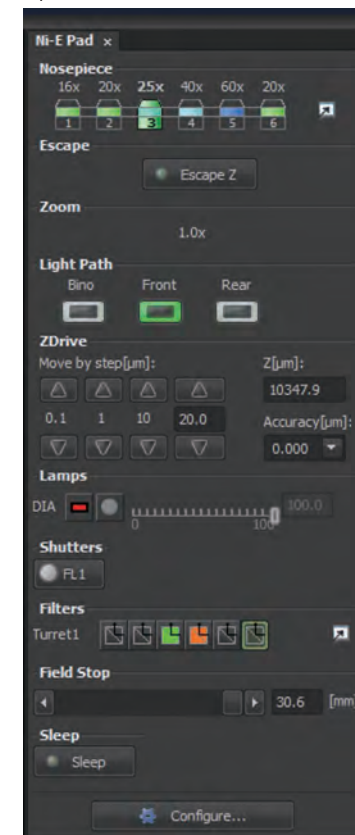 Ni-E Pad x
Nosepiece
16x 20x 25x 40x 60x 20x
1 2 3 4 5 6
Escape
Escape Z
Zoom
1.0x
Light Path
Bino Front Rear
ZDrive
Move by step[µm]: Z[µm]:
10347.9
0.1 1 10 20.0 Accuracy[µm]:
0.000
Lamps
DIA 100.0
0 100
Shutters
FL1
Filters
Turret1
Field Stop
30.6 [mm
Sleep
Sleep
Configure...